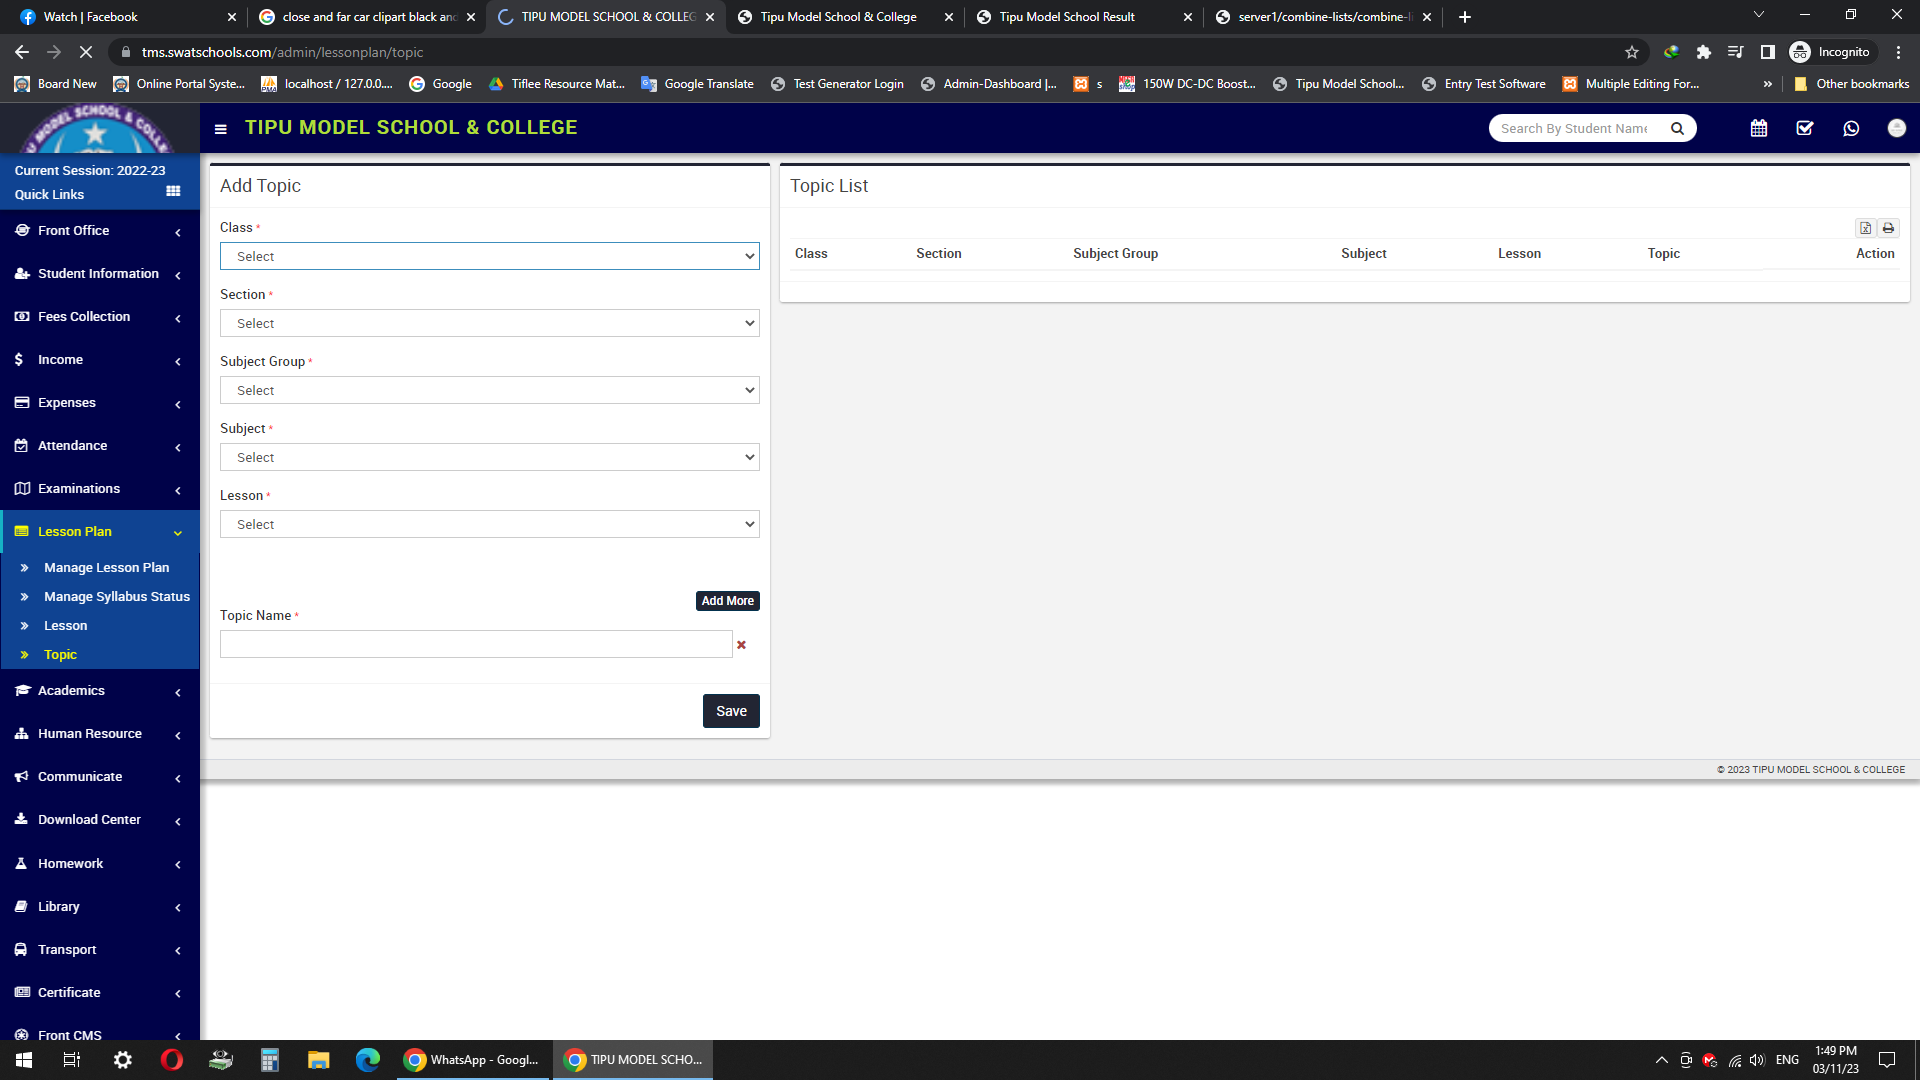 Watch | Facebook
close and far car clipart black and
TIPU MODEL SCHOOL & COLLEG
Tipu Model School & College
Tipu Model School Result
server1/combine-lists/combine-li
tms.swatschools.com/admin/lessonplan/topic
Incognito
Board New
Online Portal Syste...
localhost / 127.0.0....
Google
Tiflee Resource Mat...
Google Translate
Test Generator Login
Admin-Dashboard |...
s
150W DC-DC Boost...
Tipu Model School...
Entry Test Software
Multiple Editing For...
»
Other bookmarks
MODEL SCHOOL & COLL
TIPU MODEL SCHOOL & COLLEGE
Search By Student Name
Current Session: 2022-23
Quick Links
Front Office
Student Information
Fees Collection
Income
Expenses
Attendance
Examinations
Lesson Plan
Manage Lesson Plan
Manage Syllabus Status
Lesson
Topic
Academics
Human Resource
Communicate
Download Center
Homework
Library
Transport
Certificate
Front CMS
Add Topic
Class *
Select
Section *
Select
Subject Group *
Select
Subject *
Select
Lesson *
Select
Add More
Topic Name *
Save
Topic List
Class Section Subject Group Subject Lesson Topic Action
© 2023 TIPU MODEL SCHOOL & COLLEGE
WhatsApp - Googl...
TIPU MODEL SCHO...
ENG
1:49 PM
03/11/23